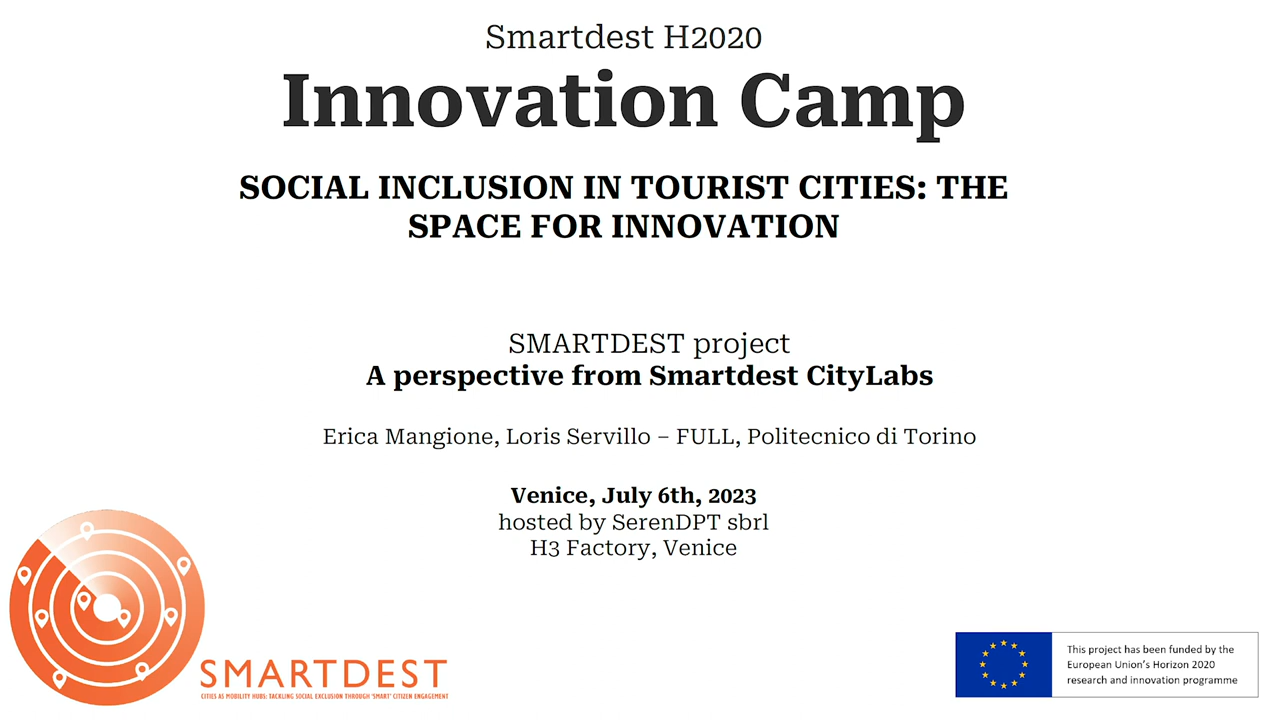 Smartdest H2020
Innovation Camp
SOCIAL INCLUSION IN TOURIST CITIES: THE
SPACE FOR INNOVATION
SMARTDEST project
A perspective from Smartdest CityLabs
Erica Mangione, Loris Servillo – FULL, Politecnico di Torino
Venice, July 6th, 2023
hosted by SerenDPT sbrl
H3 Factory, Venice
SMARTDEST
CITIES AS MOBILITY HUBS: TACKLING SOCIAL EXCLUSION THROUGH 'SMART' CITIZEN ENGAGEMENT
This project has been funded by the
European Union's Horizon 2020
research and innovation programme